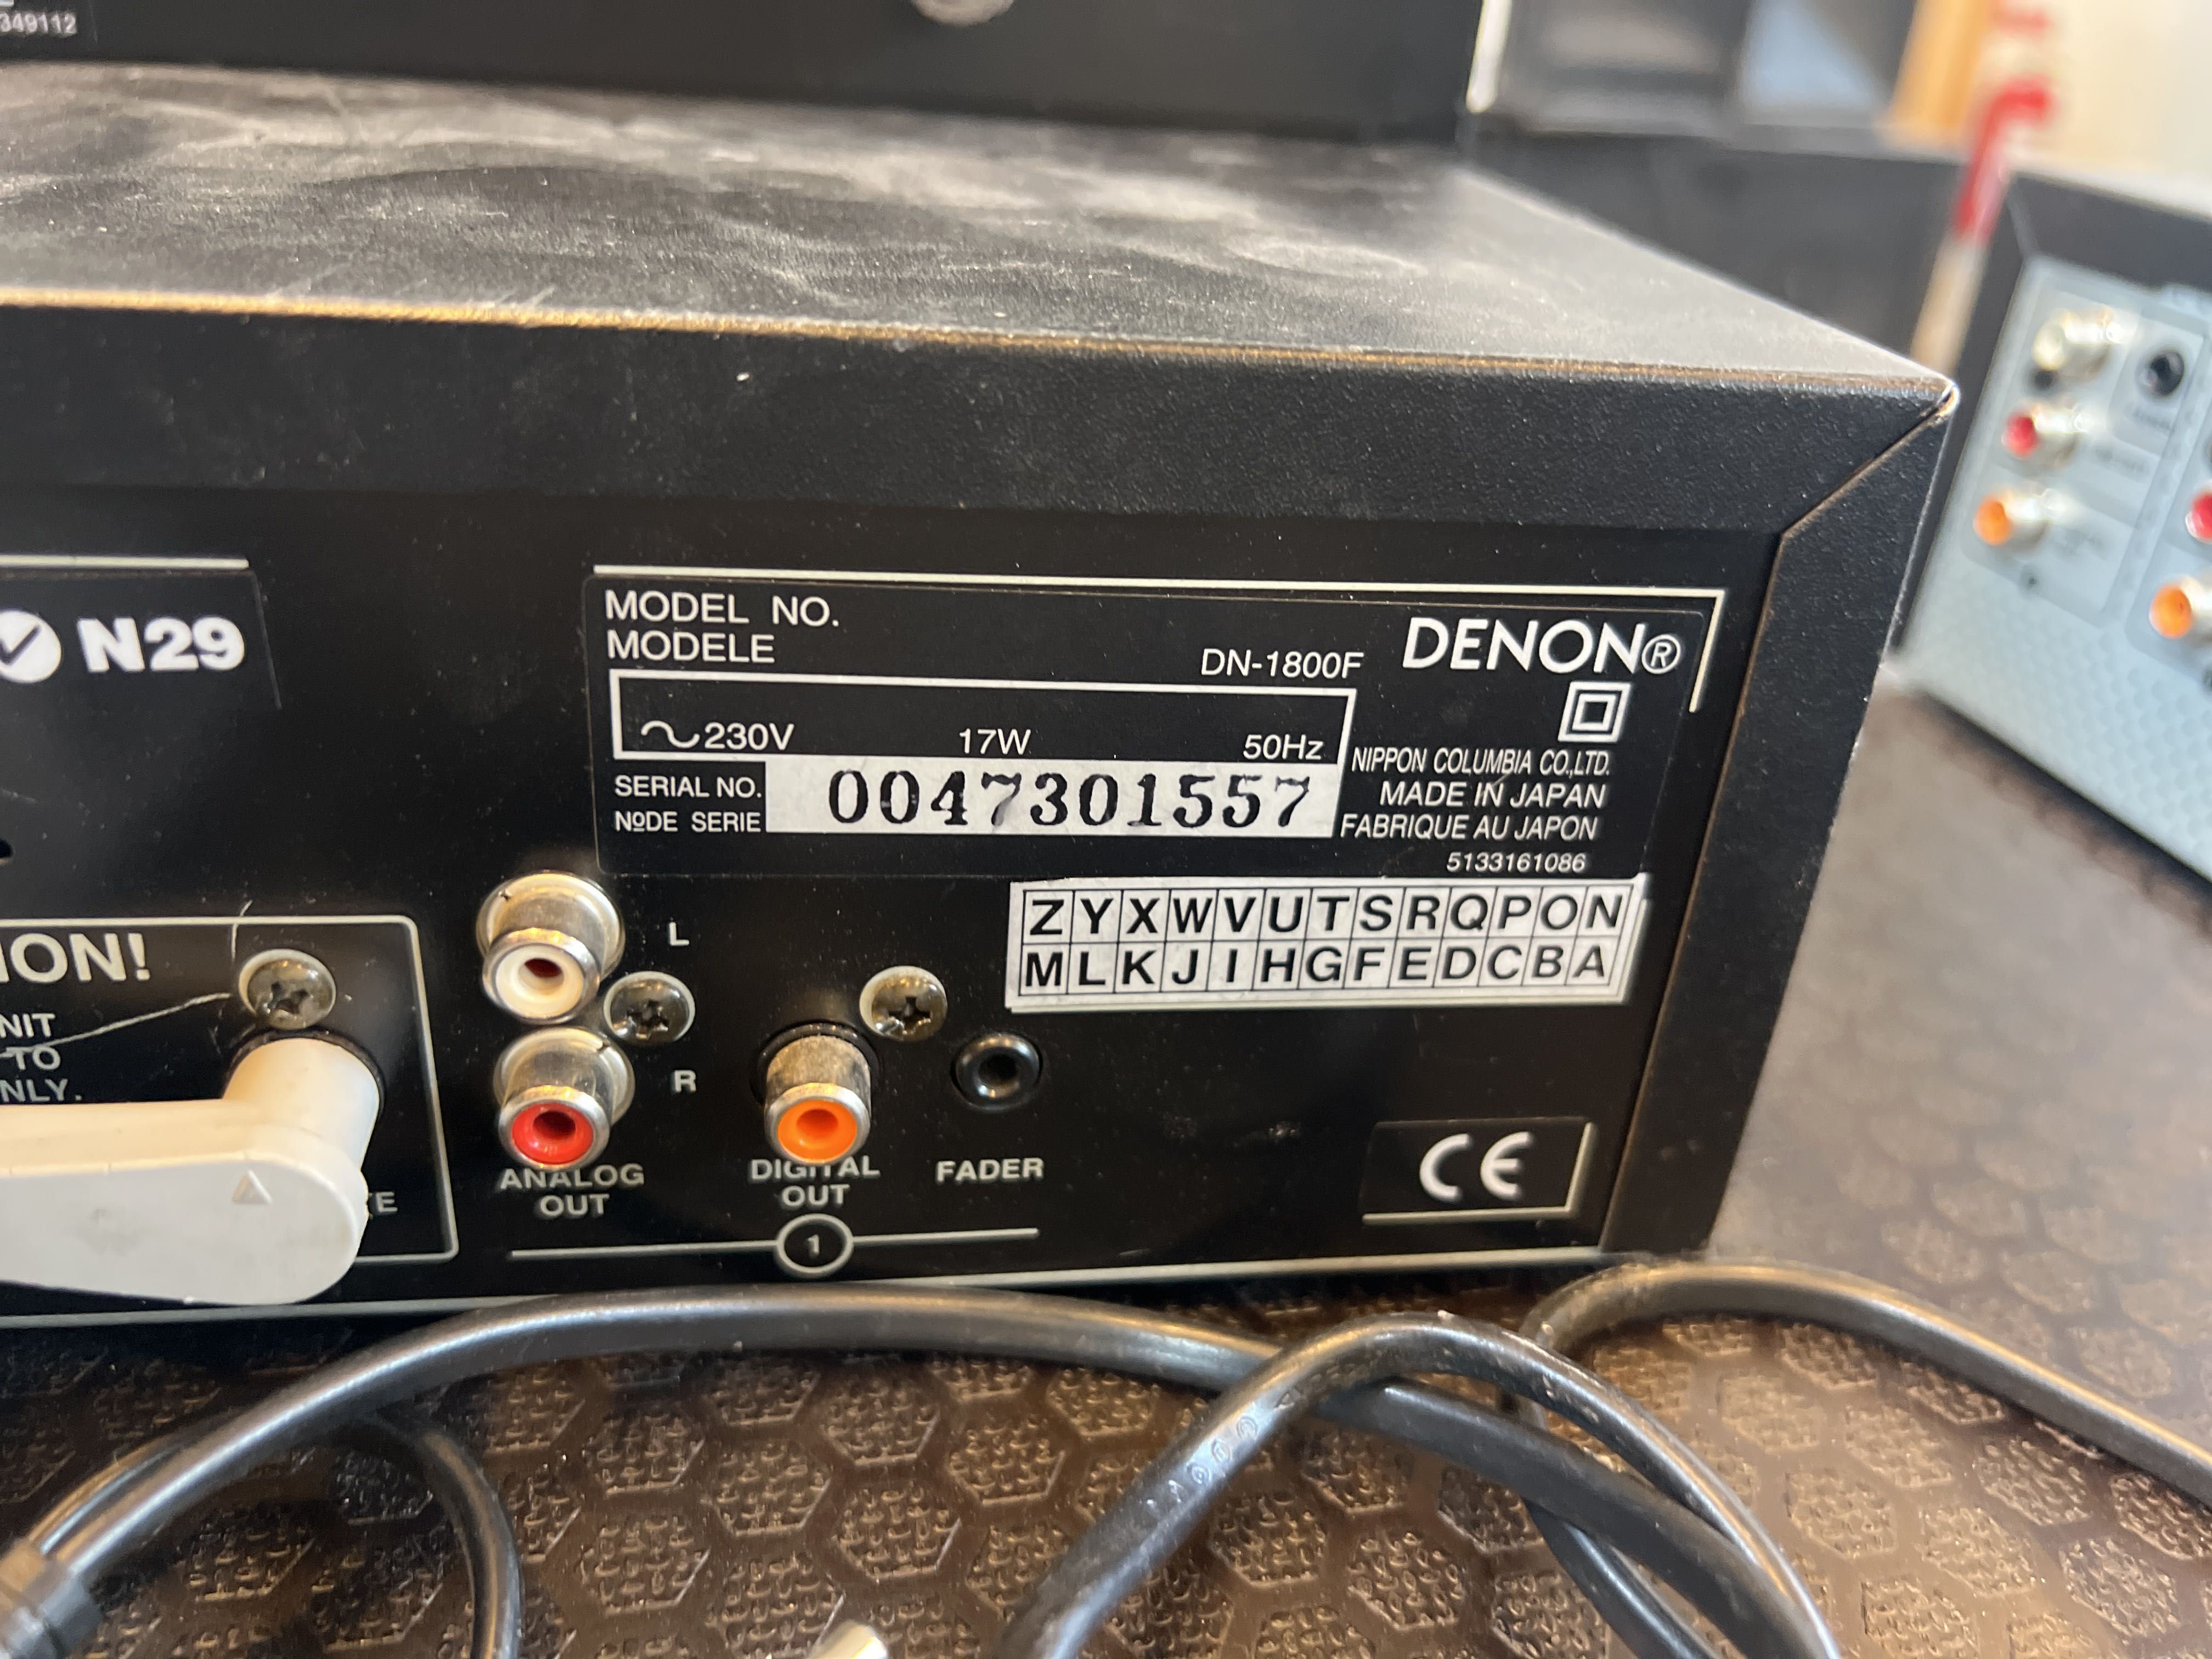 349112
N29
MODEL NO.
MODELE
DN-1800F
DENON®
~230V 17W 50Hz
SERIAL NO.
NºDE SERIE
0047301557
NIPPON COLUMBIA CO.,LTD.
MADE IN JAPAN
FABRIQUE AU JAPON
5133161086
Z Y X W V U T S R Q P O N
M L K J I H G F E D C B A
ION!
NIT
TO
NLY.
L
R
ANALOG
OUT
DIGITAL
OUT
FADER
1
CE